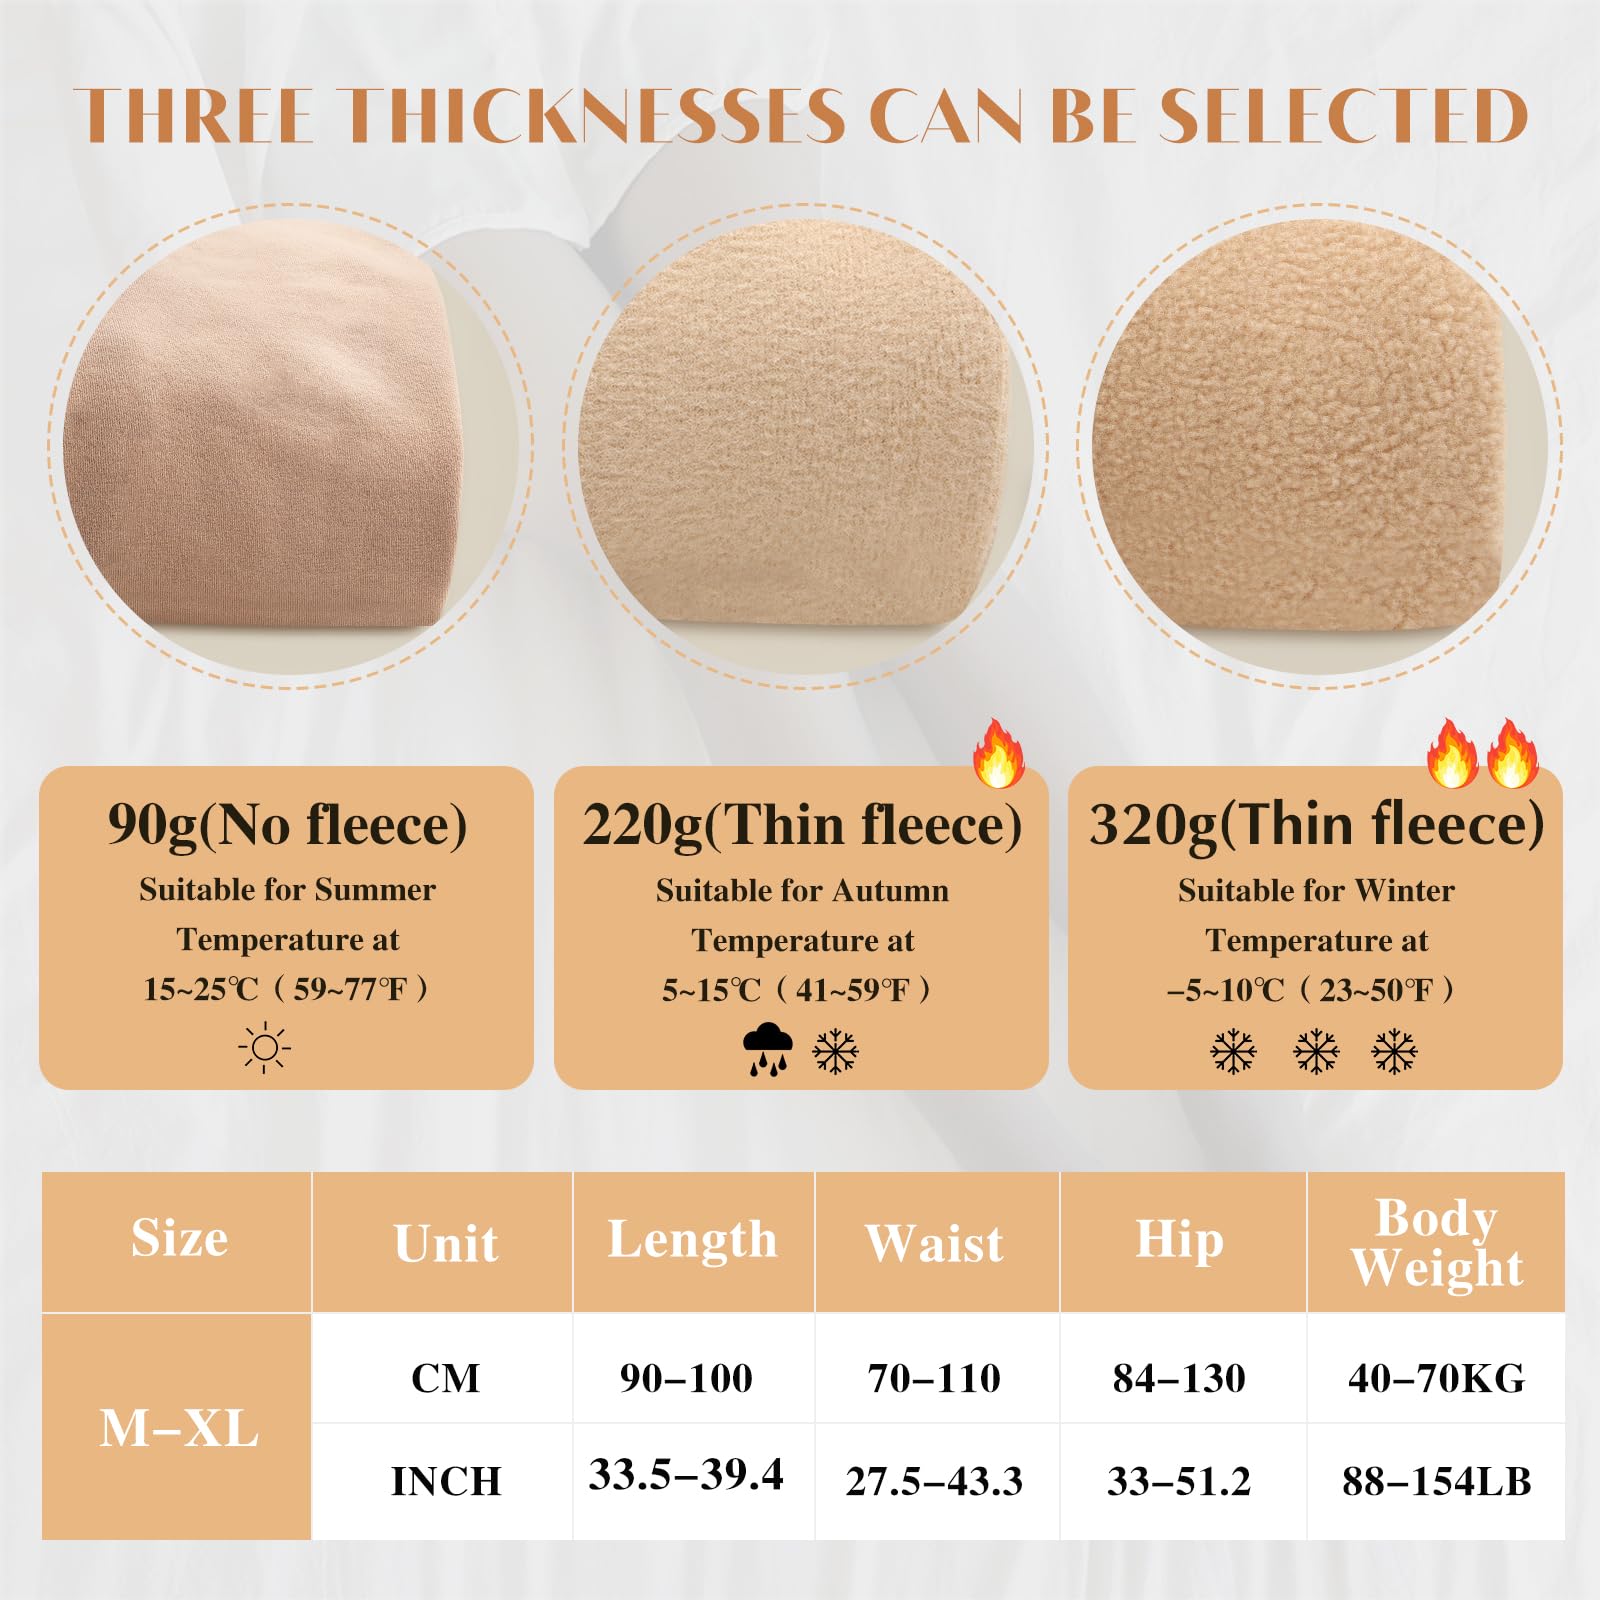 THREE THICKNESSES CAN BE SELECTED
90g(No fleece)
Suitable for Summer
Temperature at
15~25℃ ( 59~77℉ )
220g(Thin fleece)
Suitable for Autumn
Temperature at
5~15℃ ( 41~59℉ )
320g(Thin fleece)
Suitable for Winter
Temperature at
–5~10℃ ( 23~50℉ )
Size Unit Length Waist Hip Body Weight
M–XL
CM 90–100 70–110 84–130 40–70KG
INCH 33.5–39.4 27.5–43.3 33–51.2 88–154LB